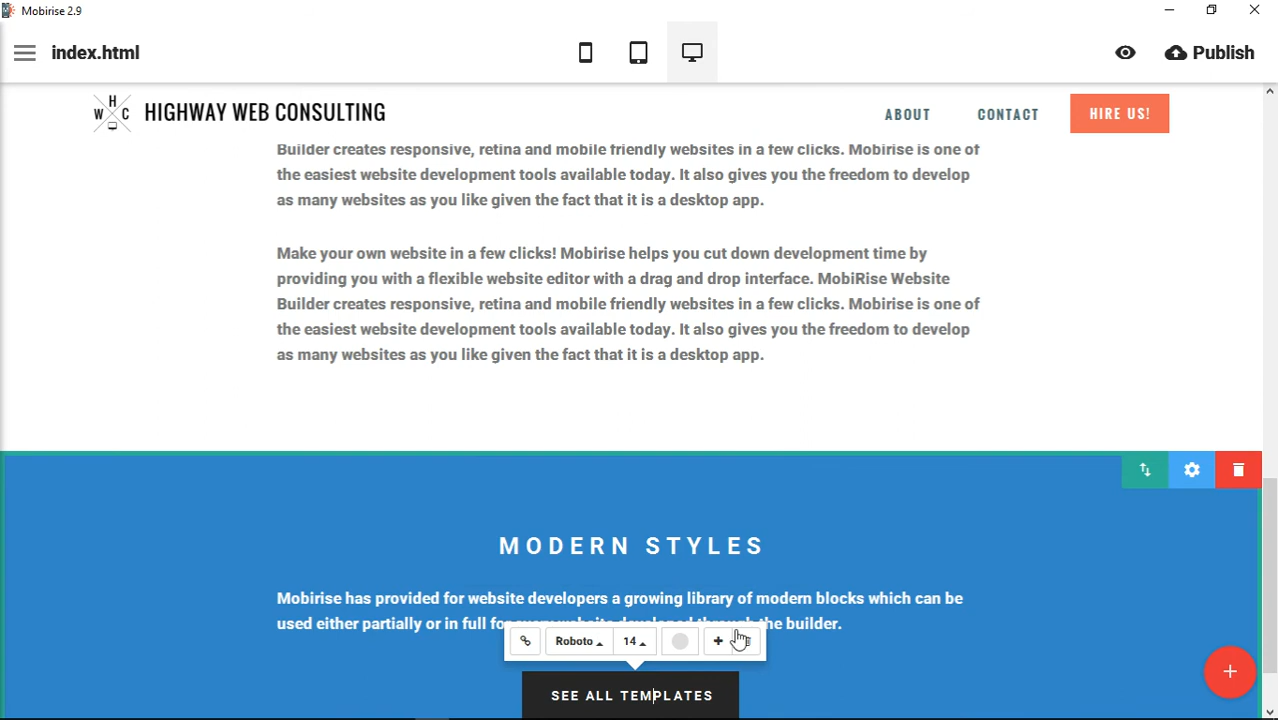 Mobirise 2.9
index.html
Publish
W H C
HIGHWAY WEB CONSULTING
ABOUT
CONTACT
HIRE US!
Builder creates responsive, retina and mobile friendly websites in a few clicks. Mobirise is one of
the easiest website development tools available today. It also gives you the freedom to develop
as many websites as you like given the fact that it is a desktop app.
Make your own website in a few clicks! Mobirise helps you cut down development time by
providing you with a flexible website editor with a drag and drop interface. MobiRise Website
Builder creates responsive, retina and mobile friendly websites in a few clicks. Mobirise is one of
the easiest website development tools available today. It also gives you the freedom to develop
as many websites as you like given the fact that it is a desktop app.
MODERN STYLES
Mobirise has provided for website developers a growing library of modern blocks which can be
used either partially or in full for every website developed through the builder.
Roboto
14
SEE ALL TEMPLATES